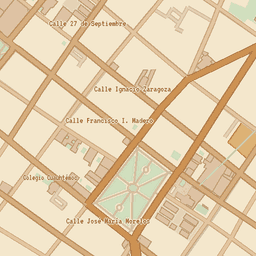 Calle 27 de Septiembre
Calle Ignacio Zaragoza
Calle Francisco I. Madero
Colegio Cuauhtémoc
Calle José María Morelos